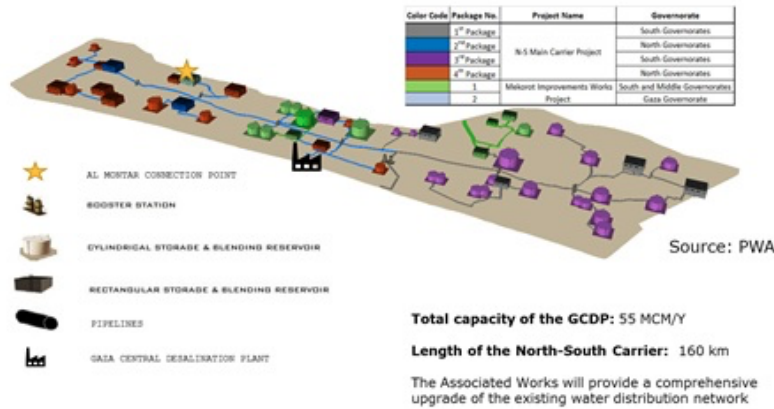 Color Code Package No. Project Name Governorate
1st Package South Governorates
2nd Package N-S Main Carrier Project North Governorates
3rd Package South Governorates
4th Package North Governorates
1 Mekorot Improvements Works South and Middle Governorates
2 Project Gaza Governorate
AL MONTAR CONNECTION POINT
BOOSTER STATION
CYLINDRICAL STORAGE & BLENDING RESERVOIR
RECTANGULAR STORAGE & BLENDING RESERVOIR
PIPELINES
GAZA CENTRAL DESALINATION PLANT
Source: PWA
Total capacity of the GCDP: 55 MCM/Y
Length of the North-South Carrier: 160 km
The Associated Works will provide a comprehensive
upgrade of the existing water distribution network